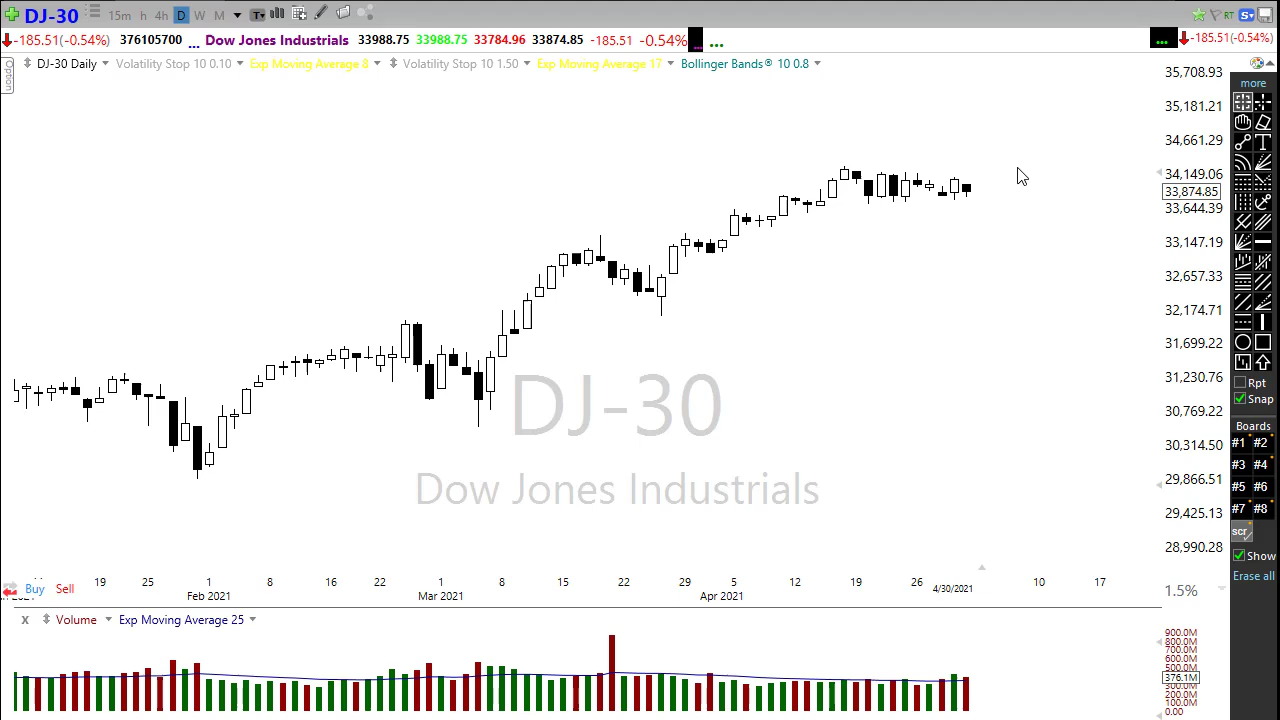 DJ-30 15m h 4h D W M T RT S
-185.51(-0.54%) 376105700 ... Dow Jones Industrials 33988.75 33988.75 33784.96 33874.85 -185.51 -0.54% ... ... ... -185.51(-0.54%)
Option
DJ-30 Daily Volatility Stop 10 0.10 Exp Moving Average 8 Volatility Stop 10 1.50 Exp Moving Average 17 Bollinger Bands® 10 0.8
35,708.93
35,181.21
34,661.29
34,149.06
33,874.85
33,644.39
33,147.19
32,657.33
32,174.71
31,699.22
31,230.76
30,769.22
30,314.50
29,866.51
29,425.13
28,990.28
more
T
Rpt
Snap
Boards
#1 #2
#3 #4
#5 #6
#7 #8
scr
Show
Erase all
DJ-30
Dow Jones Industrials
19 25 1 8 16 22 1 8 15 22 29 5 12 19 26 4/30/2021 10 17
Feb 2021 Mar 2021 Apr 2021
Buy Sell
1.5%
x Volume Exp Moving Average 25
900.0M
800.0M
700.0M
600.0M
500.0M
376.1M
300.0M
200.0M
100.0M
0.00